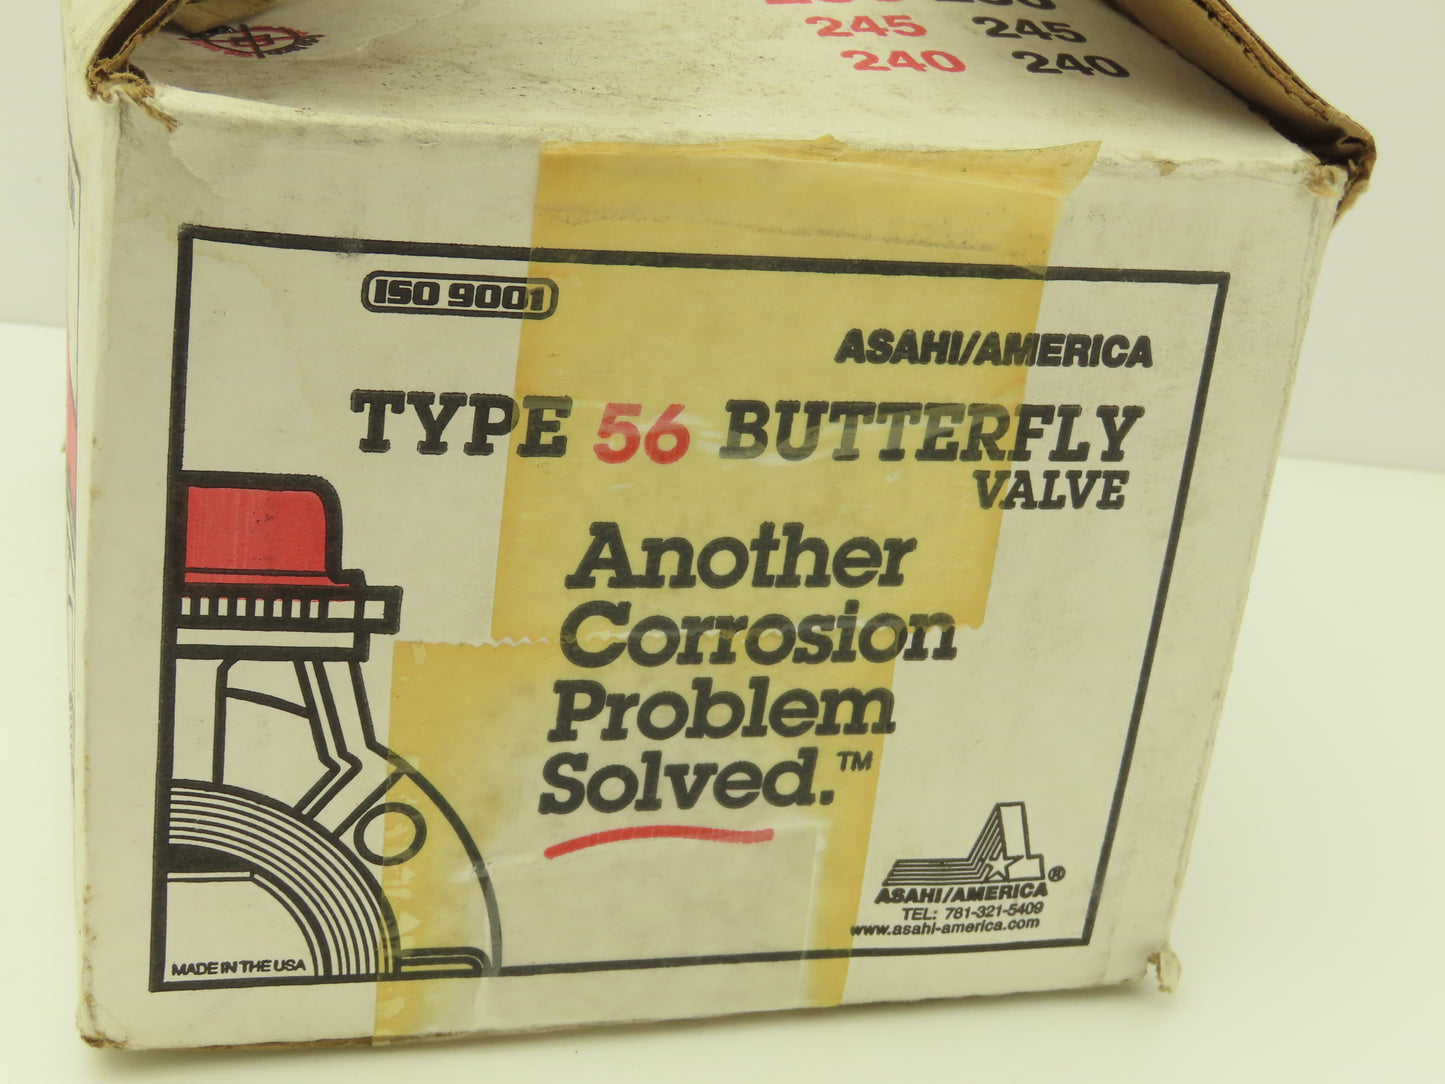 245 245
240 240
ISO 9001
ASAHI/AMERICA
TYPE 56 BUTTERFLY
VALVE
Another
Corrosion
Problem
Solved.™
ASAHI/AMERICA®
TEL: 781-321-5409
www.asahi-america.com
MADE IN THE USA